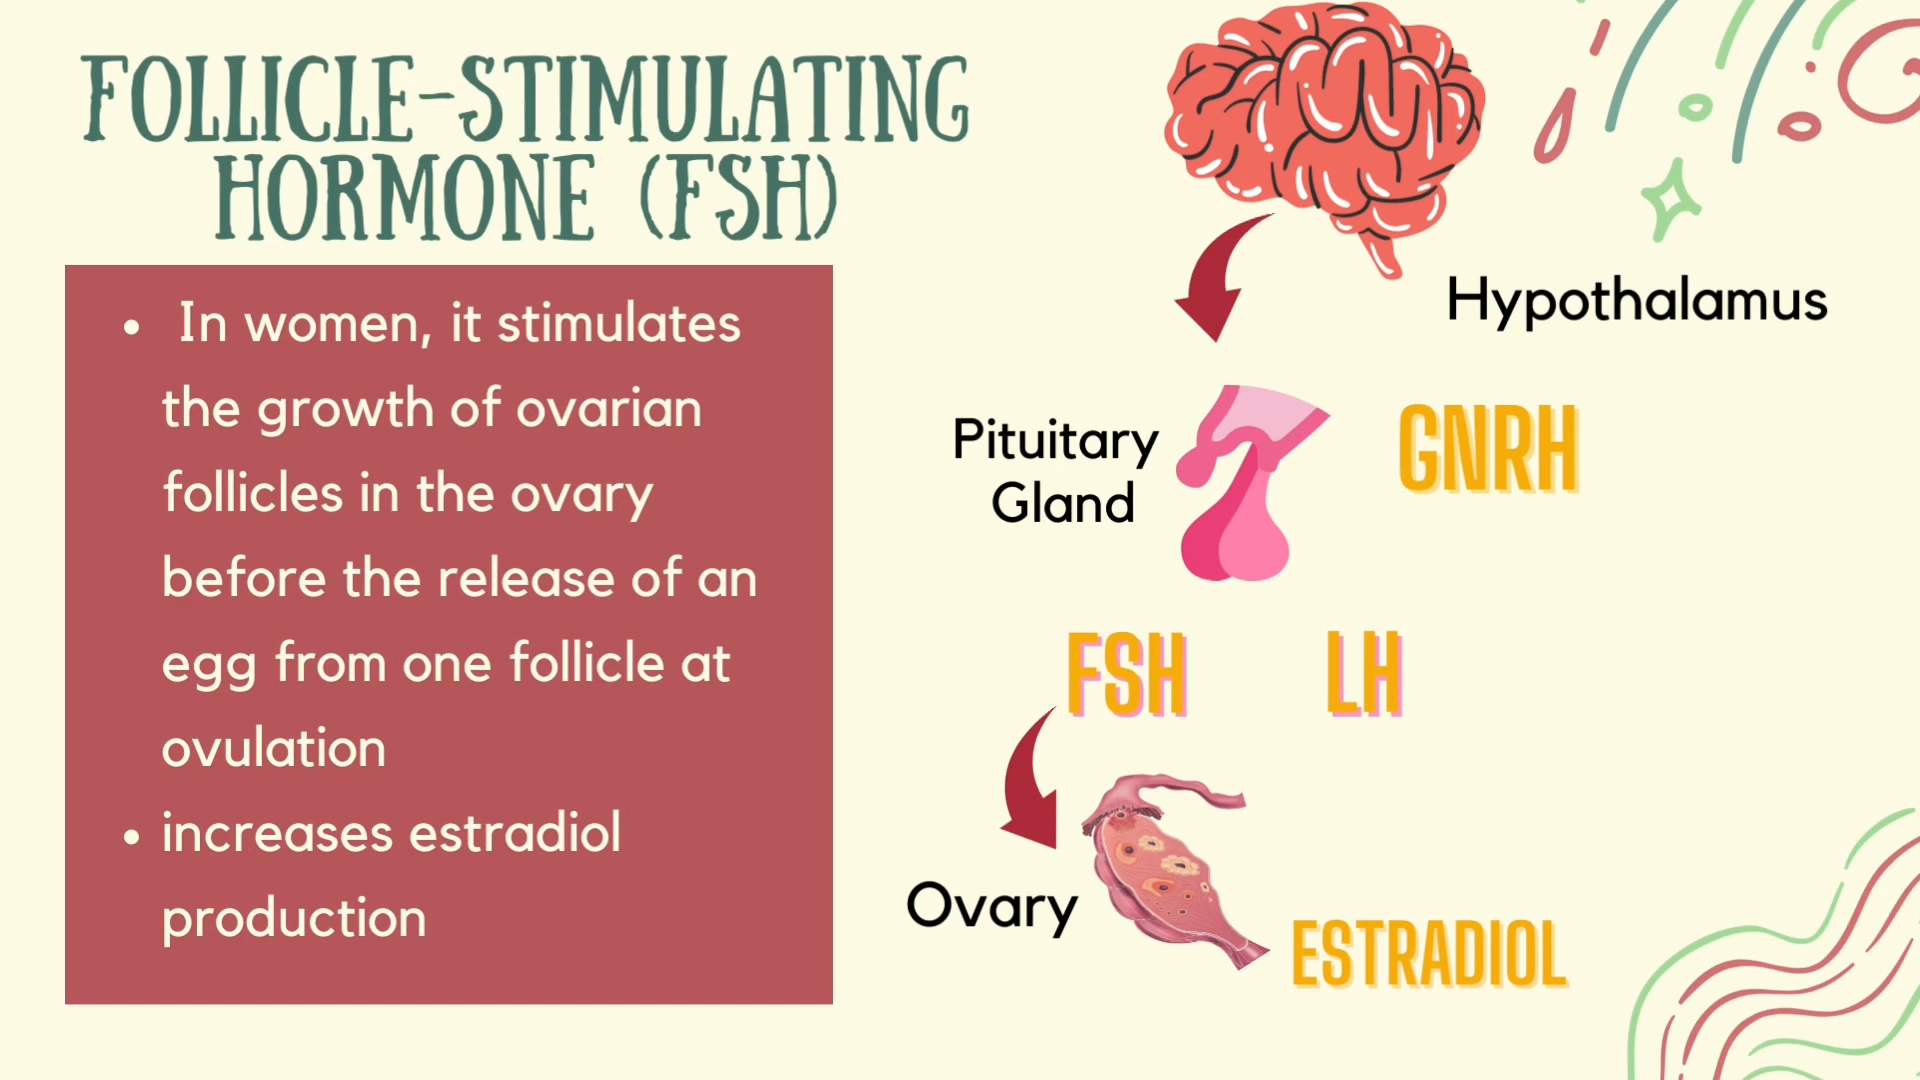 FOLLICLE-STIMULATING
HORMONE (FSH)
• In women, it stimulates
the growth of ovarian
follicles in the ovary
before the release of an
egg from one follicle at
ovulation
• increases estradiol
production
Hypothalamus
Pituitary
Gland
GNRH
FSH
LH
Ovary
ESTRADIOL